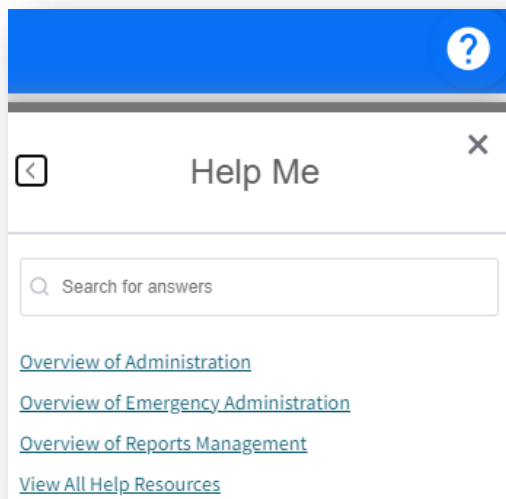 ?
Help Me
Search for answers
Overview of Administration
Overview of Emergency Administration
Overview of Reports Management
View All Help Resources